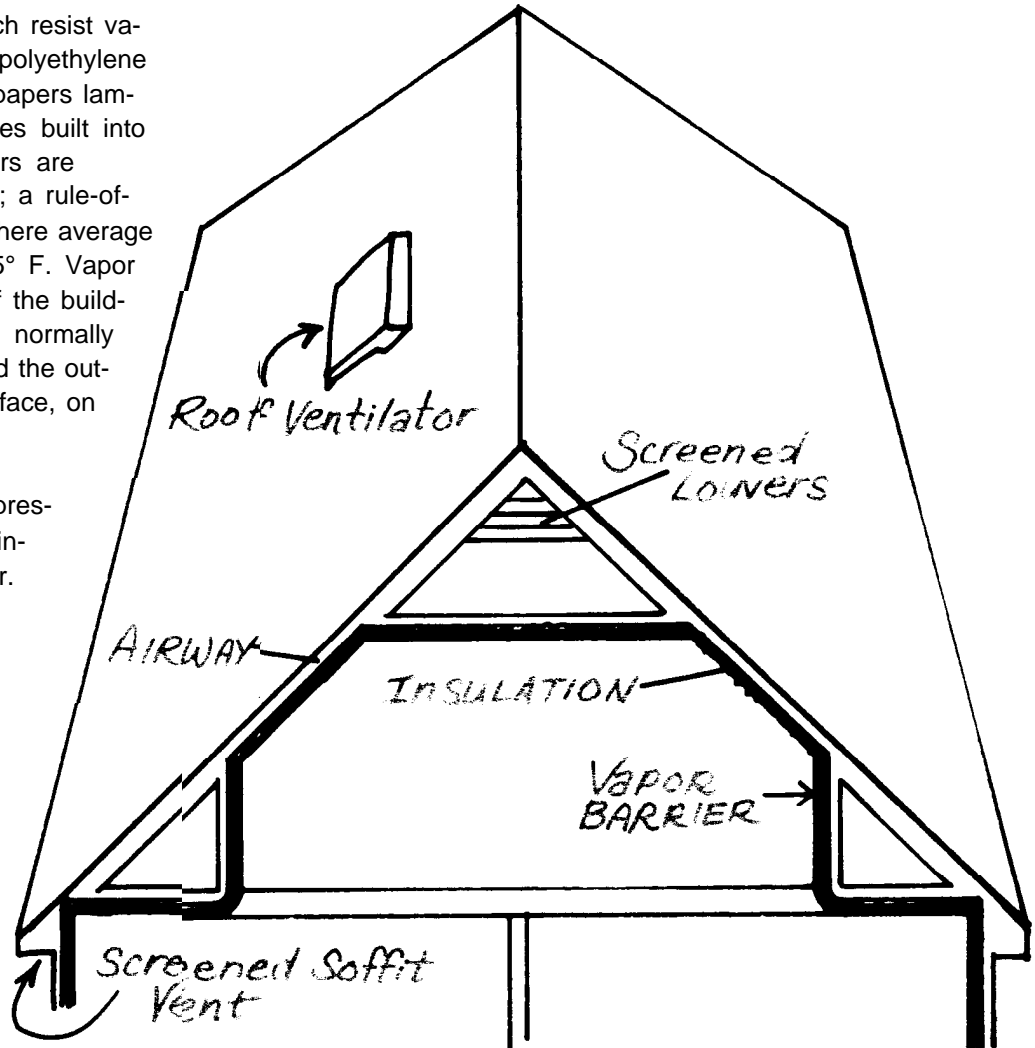 ch resist va-
polyethylene
papers lam-
es built into
rs are
; a rule-of-
here average
5° F. Vapor
f the build-
normally
d the out-
face, on
pres-
in-
r.
Roof Ventilator
Screened
Louvers
AIRWAY
InSULATION
VAPOR
BARRIER
Screened Soffit
Vent